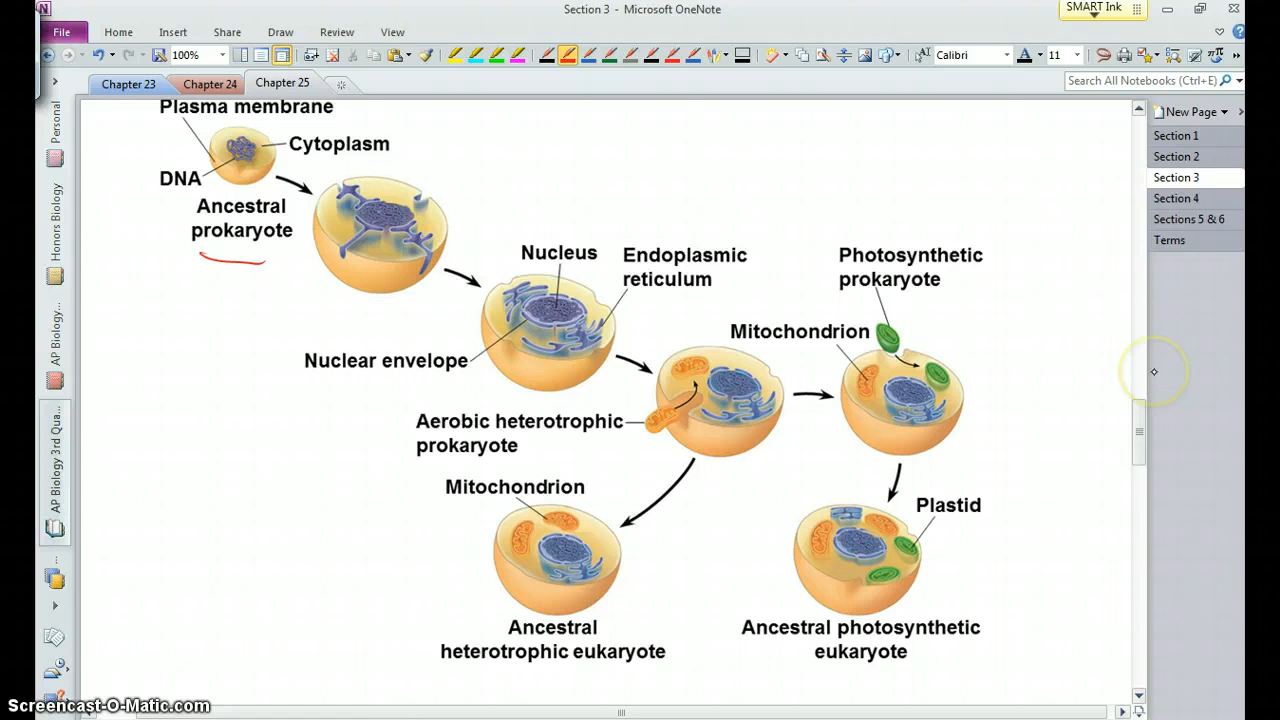 Section 3 - Microsoft OneNote
SMART Ink
File Home Insert Share Draw Review View
100%
Calibri 11
Chapter 23 Chapter 24 Chapter 25
Search All Notebooks (Ctrl+E)
New Page
Section 1
Section 2
Section 3
Section 4
Sections 5 & 6
Terms
Personal
Honors Biology
AP Biology...
AP Biology 3rd Qua...
Plasma membrane
Cytoplasm
DNA
Ancestral
prokaryote
Nucleus
Endoplasmic
reticulum
Nuclear envelope
Photosynthetic
prokaryote
Mitochondrion
Aerobic heterotrophic
prokaryote
Mitochondrion
Ancestral
heterotrophic eukaryote
Plastid
Ancestral photosynthetic
eukaryote
Screencast-O-Matic.com